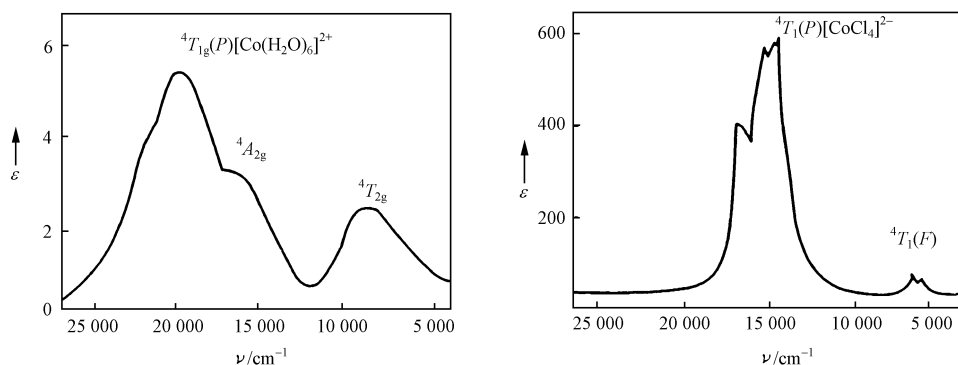 ⁴T₁g(P)[Co(H₂O)₆]²⁺
6
4
2
0
ε
⁴A₂g
⁴T₂g
25 000
20 000
15 000
10 000
5 000
ν/cm⁻¹
⁴T₁(P)[CoCl₄]²⁻
600
400
200
ε
⁴T₁(F)
25 000
20 000
15 000
10 000
5 000
ν/cm⁻¹